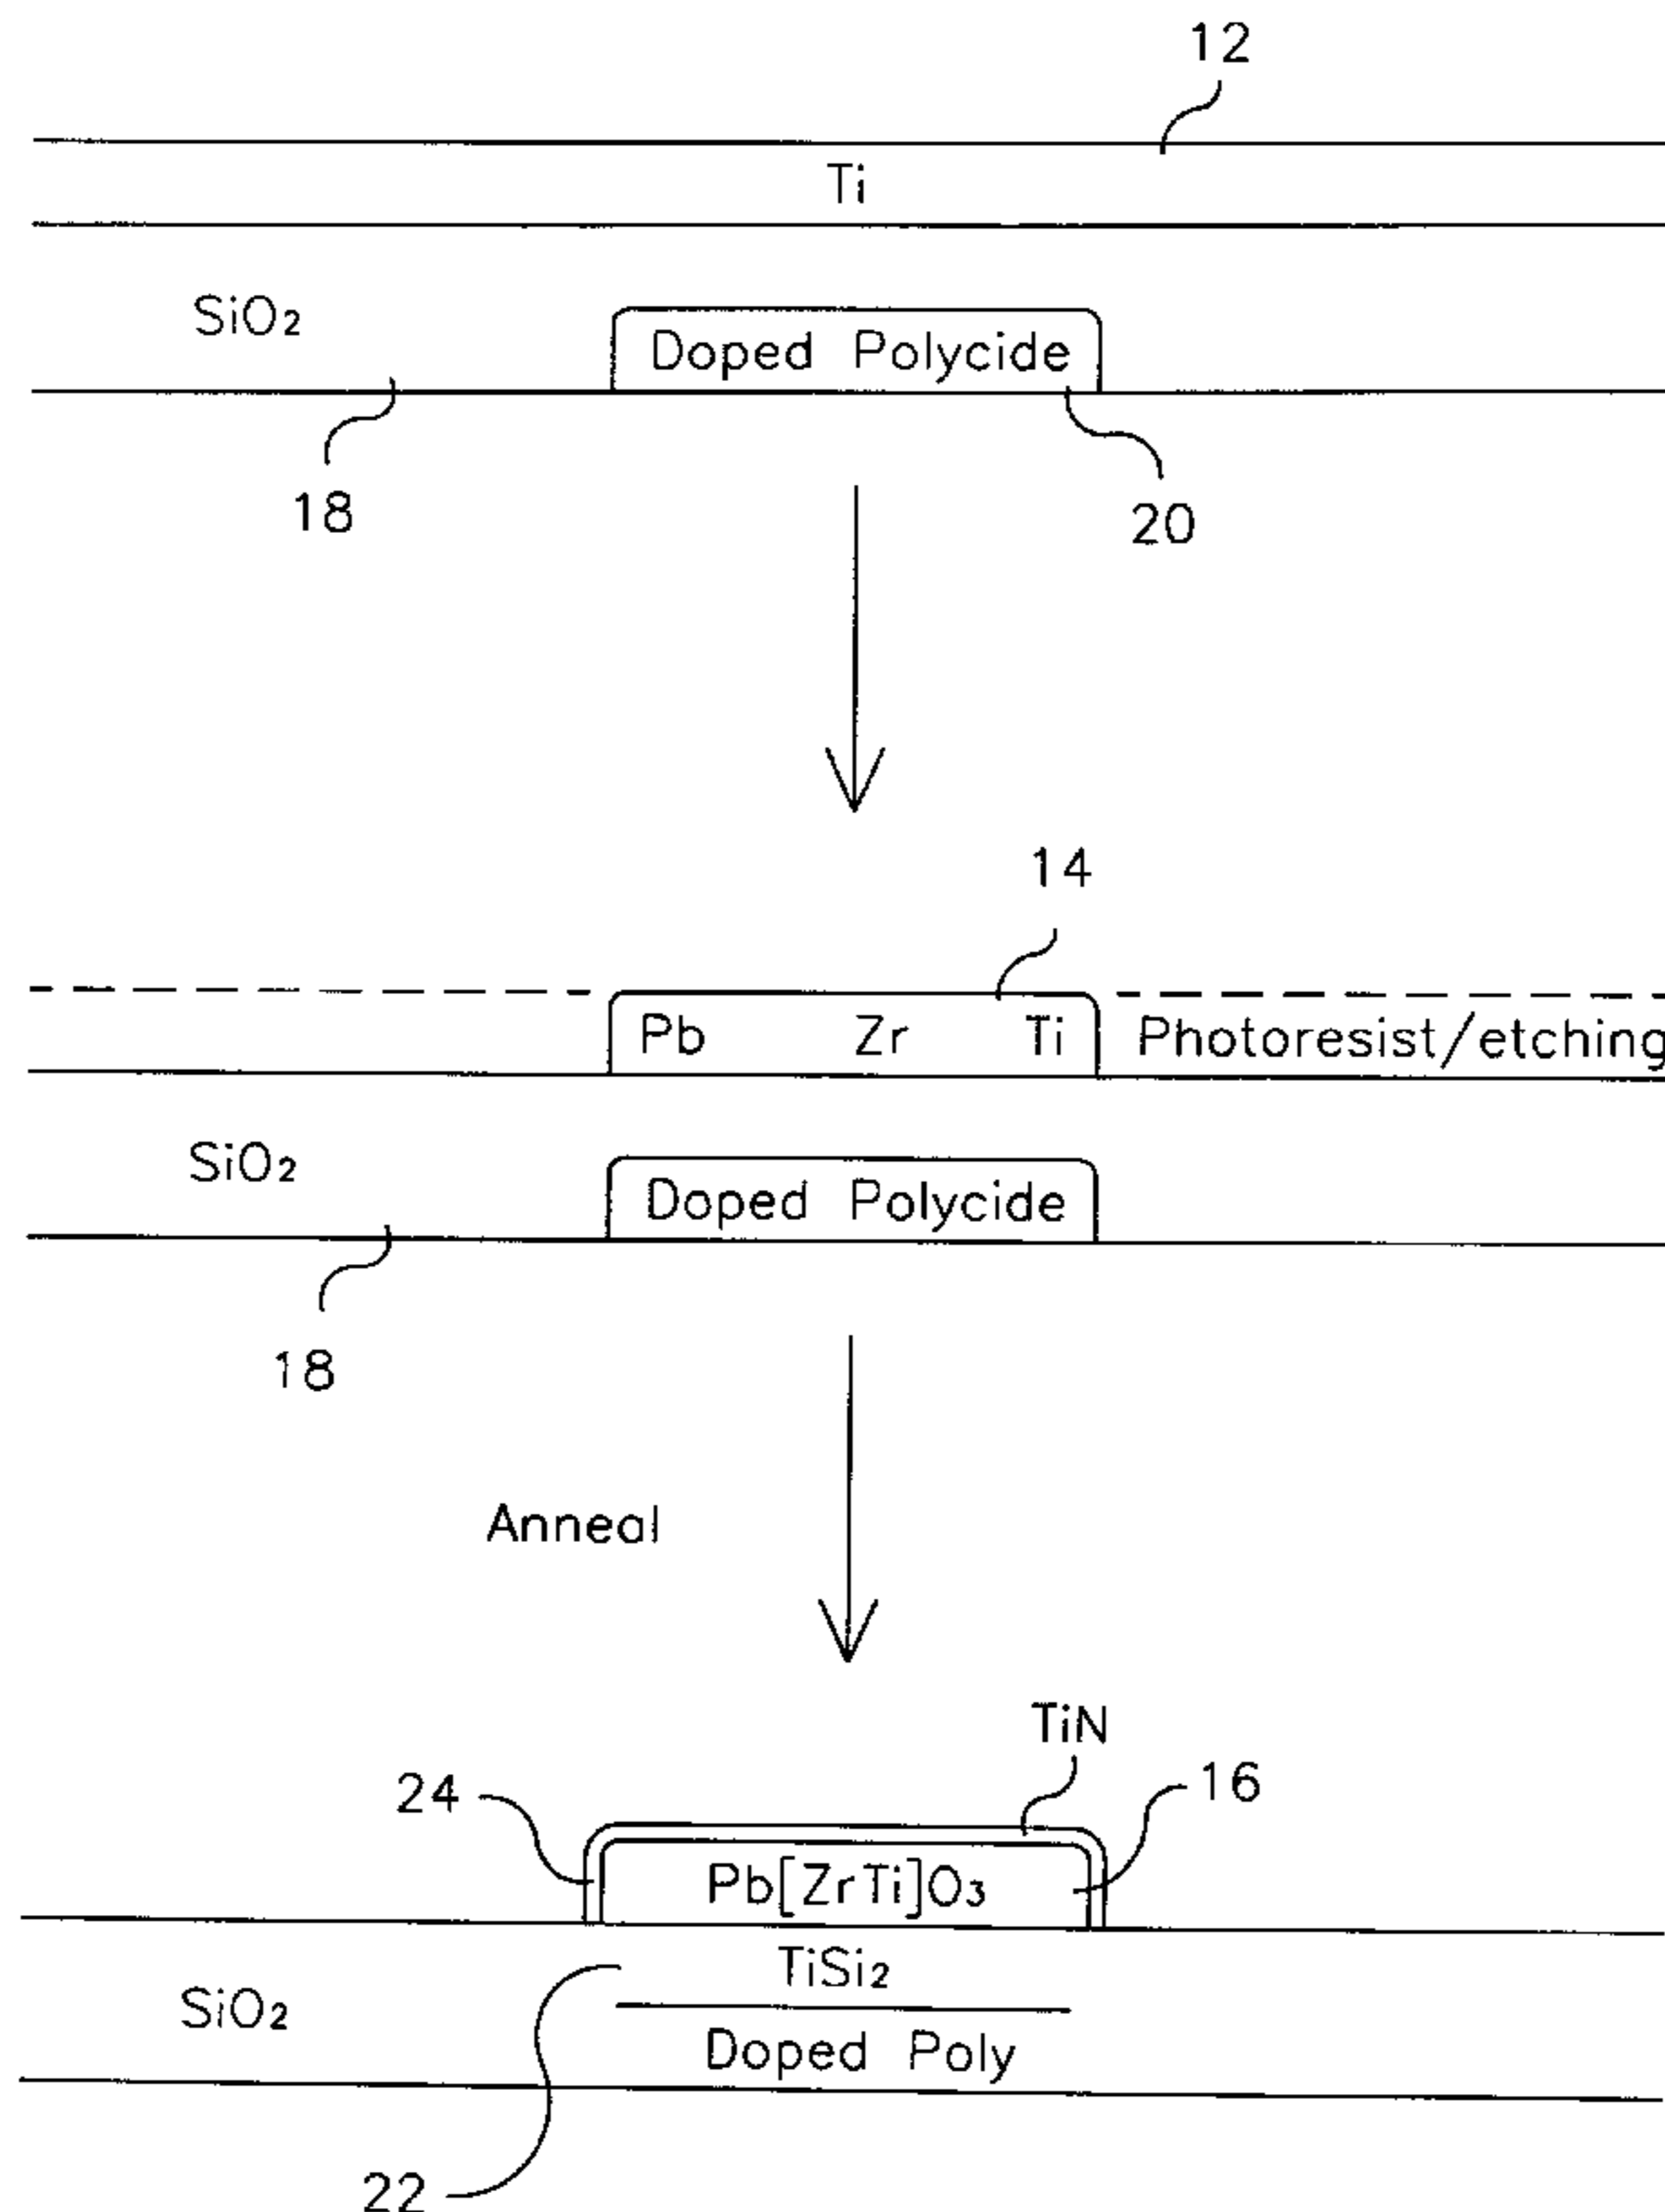 12
Ti
SiO₂
Doped Polycide
18
20
14
Pb Zr Ti Photoresist/etching
SiO₂
Doped Polycide
18
Anneal
TiN
24
16
Pb[ZrTi]O₃
TiSi₂
SiO₂
Doped Poly
22